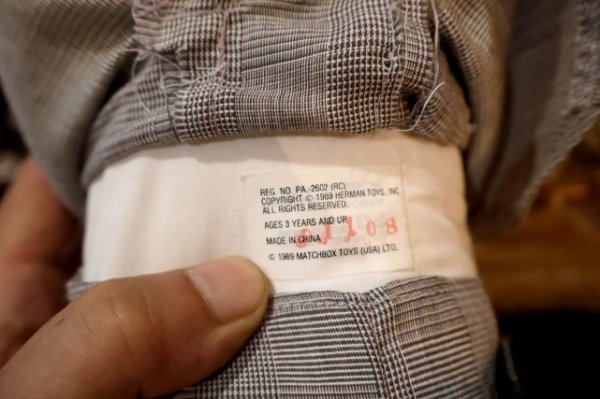 REG. NO. PA.-2602 (RC)
COPYRIGHT © 1989 HERMAN TOYS, INC.
ALL RIGHTS RESERVED.
AGES 3 YEARS AND UP
MADE IN CHINA
1108
© 1989 MATCHBOX TOYS (USA) LTD.